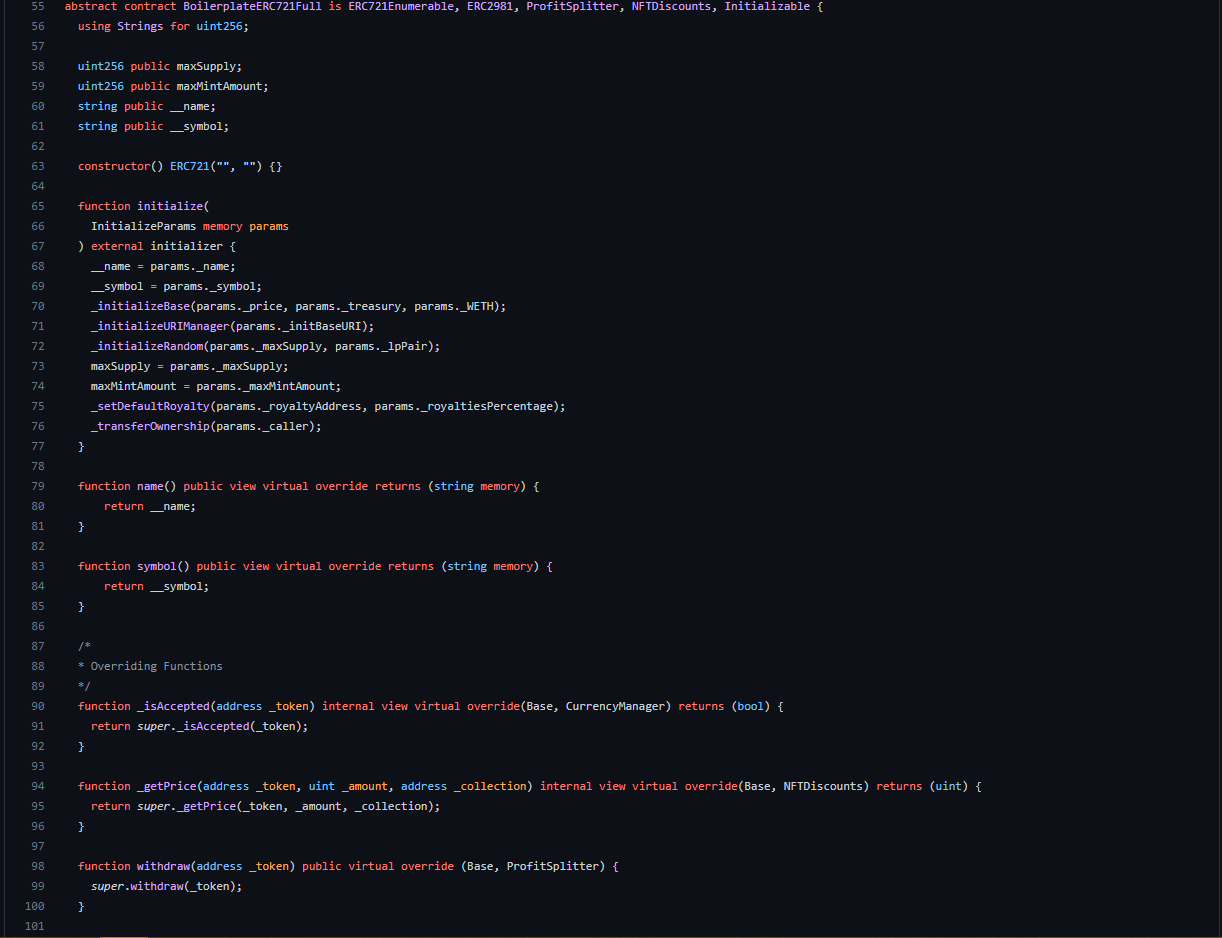 55 abstract contract BoilerplateERC721Full is ERC721Enumerable, ERC2981, ProfitSplitter, NFTDiscounts, Initializable {
56 using Strings for uint256;
57
58 uint256 public maxSupply;
59 uint256 public maxMintAmount;
60 string public __name;
61 string public __symbol;
62
63 constructor() ERC721("", "") {}
64
65 function initialize(
66 InitializeParams memory params
67 ) external initializer {
68 __name = params._name;
69 __symbol = params._symbol;
70 _initializeBase(params._price, params._treasury, params._WETH);
71 _initializeURIManager(params._initBaseURI);
72 _initializeRandom(params._maxSupply, params._lpPair);
73 maxSupply = params._maxSupply;
74 maxMintAmount = params._maxMintAmount;
75 _setDefaultRoyalty(params._royaltyAddress, params._royaltiesPercentage);
76 _transferOwnership(params._caller);
77 }
78
79 function name() public view virtual override returns (string memory) {
80 return __name;
81 }
82
83 function symbol() public view virtual override returns (string memory) {
84 return __symbol;
85 }
86
87 /*
88 * Overriding Functions
89 */
90 function _isAccepted(address _token) internal view virtual override(Base, CurrencyManager) returns (bool) {
91 return super._isAccepted(_token);
92 }
93
94 function _getPrice(address _token, uint _amount, address _collection) internal view virtual override(Base, NFTDiscounts) returns (uint) {
95 return super._getPrice(_token, _amount, _collection);
96 }
97
98 function withdraw(address _token) public virtual override (Base, ProfitSplitter) {
99 super.withdraw(_token);
100 }
101